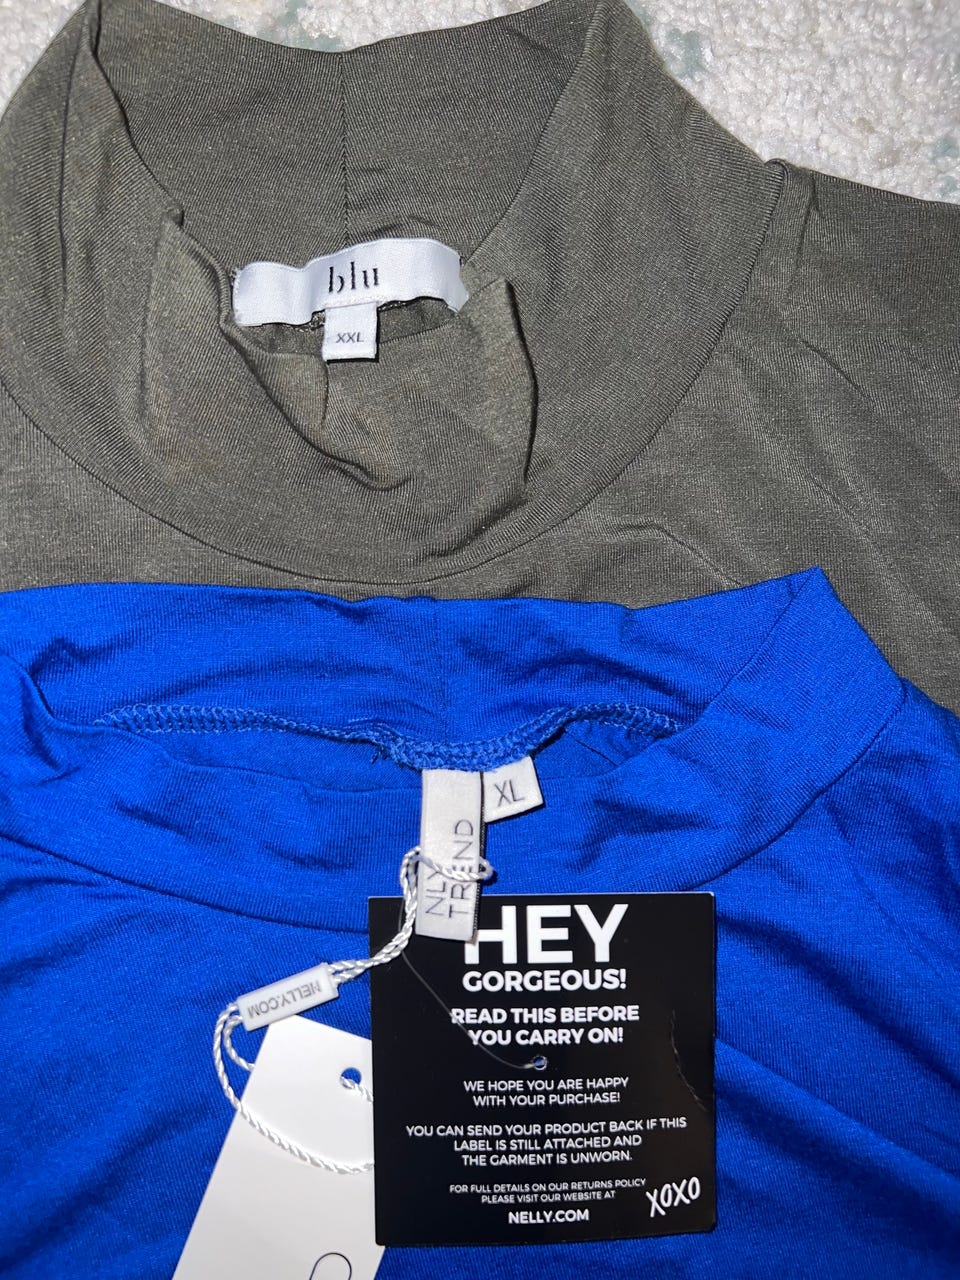 blu
XXL
XL
NLY
TREND
NELLY.COM
HEY
GORGEOUS!
READ THIS BEFORE
YOU CARRY ON!
WE HOPE YOU ARE HAPPY
WITH YOUR PURCHASE!
YOU CAN SEND YOUR PRODUCT BACK IF THIS
LABEL IS STILL ATTACHED AND
THE GARMENT IS UNWORN.
FOR FULL DETAILS ON OUR RETURNS POLICY
PLEASE VISIT OUR WEBSITE AT
NELLY.COM
XOXO